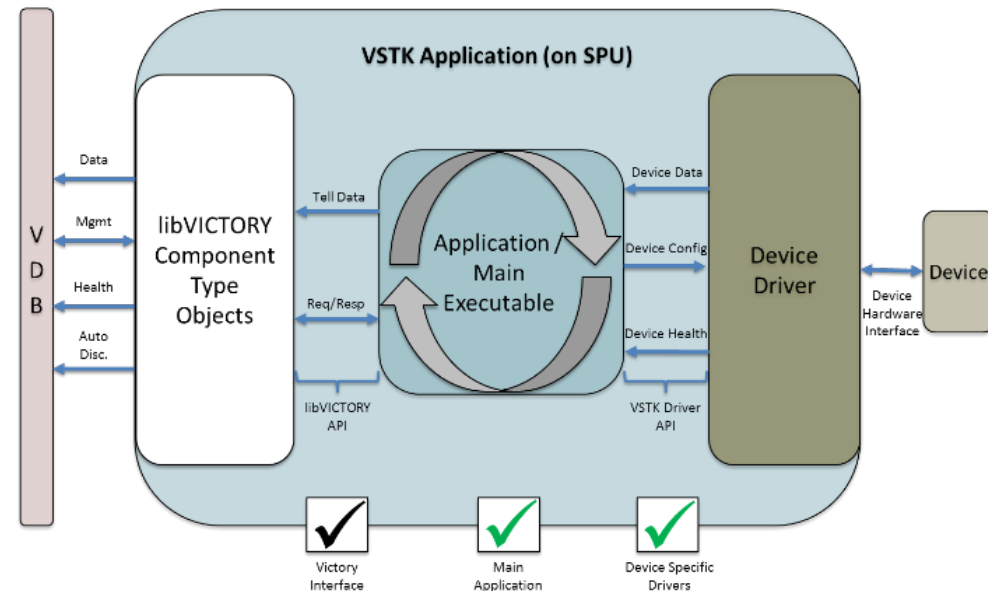 VSTK Application (on SPU)
V
D
B
Data
Mgmt
Health
Auto
Disc.
libVICTORY
Component
Type
Objects
Tell Data
Req/Resp
libVICTORY
API
Application /
Main
Executable
Device Data
Device Config
Device Health
VSTK Driver
API
Device
Driver
Device
Hardware
Interface
Device
Victory
Interface
Main
Application
Device Specific
Drivers